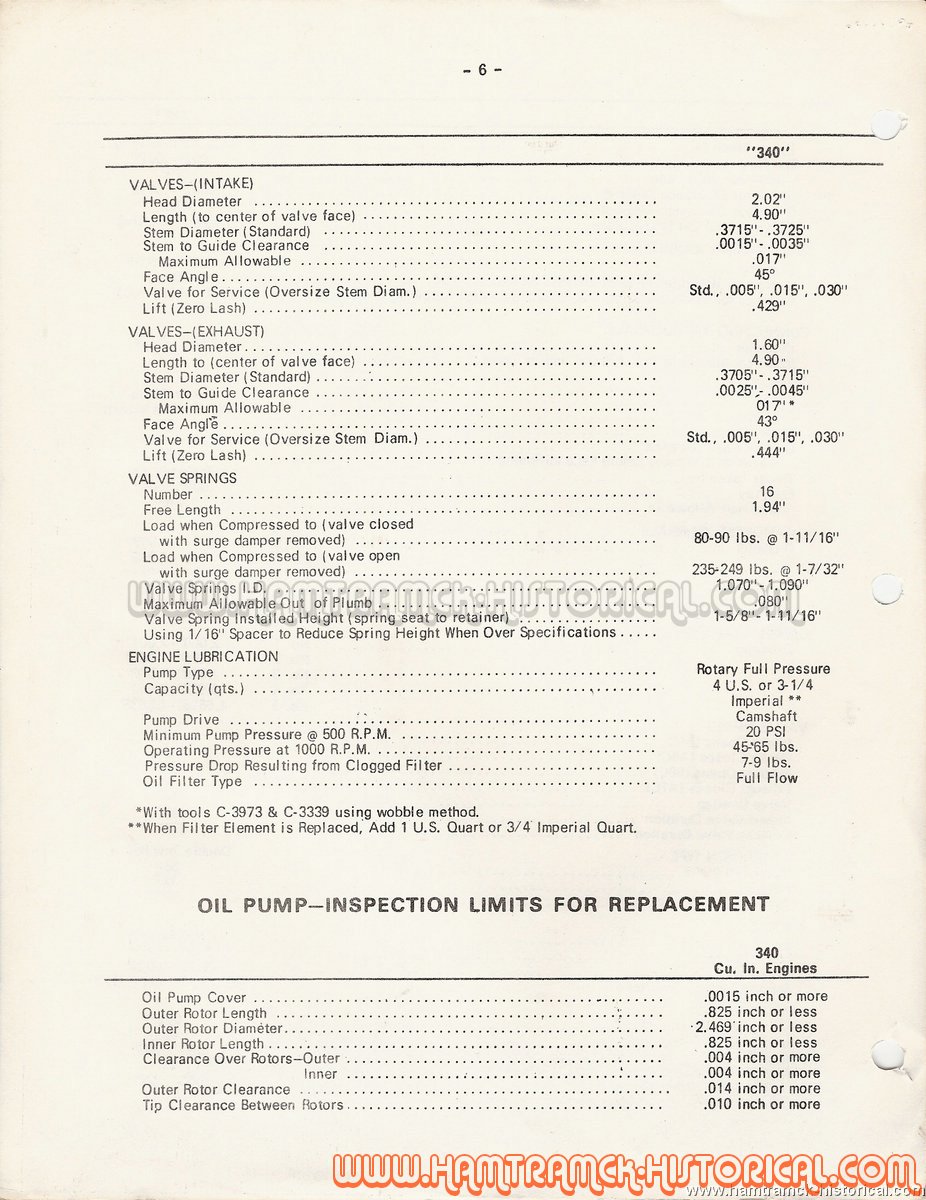 - 6 -
"340"
VALVES-(INTAKE)
Head Diameter ........ 2.02"
Length (to center of valve face) ........ 4.90"
Stem Diameter (Standard) ........ .3715"-.3725"
Stem to Guide Clearance ........ .0015"-.0035"
Maximum Allowable ........ .017"
Face Angle ........ 45°
Valve for Service (Oversize Stem Diam.) ........ Std., .005", .015", .030"
Lift (Zero Lash) ........ .429"
VALVES-(EXHAUST)
Head Diameter ........ 1.60"
Length to (center of valve face) ........ 4.90"
Stem Diameter (Standard) ........ .3705"-.3715"
Stem to Guide Clearance ........ .0025"-.0045"
Maximum Allowable ........ 017"*
Face Angle ........ 43°
Valve for Service (Oversize Stem Diam.) ........ Std., .005", .015", .030"
Lift (Zero Lash) ........ .444"
VALVE SPRINGS
Number ........ 16
Free Length ........ 1.94"
Load when Compressed to (valve closed
with surge damper removed) ........ 80-90 lbs. @ 1-11/16"
Load when Compressed to (valve open
with surge damper removed) ........ 235-249 lbs. @ 1-7/32"
Valve Springs I.D. ........ 1.070"-1.090"
Maximum Allowable Out of Plumb ........ .080"
WWW.HAMTRAMCK-HISTORICAL.COM
Valve Spring Installed Height (spring seat to retainer) ........ 1-5/8"-1-11/16"
Using 1/16" Spacer to Reduce Spring Height When Over Specifications .....
ENGINE LUBRICATION
Pump Type ........ Rotary Full Pressure
Capacity (qts.) ........ 4 U.S. or 3-1/4
Imperial **
Pump Drive ........ Camshaft
Minimum Pump Pressure @ 500 R.P.M. ........ 20 PSI
Operating Pressure at 1000 R.P.M. ........ 45-65 lbs.
Pressure Drop Resulting from Clogged Filter ........ 7-9 lbs.
Oil Filter Type ........ Full Flow
*With tools C-3973 & C-3339 using wobble method.
**When Filter Element is Replaced, Add 1 U.S. Quart or 3/4 Imperial Quart.
OIL PUMP-INSPECTION LIMITS FOR REPLACEMENT
340
Cu. In. Engines
Oil Pump Cover ........ .0015 inch or more
Outer Rotor Length ........ .825 inch or less
Outer Rotor Diameter ........ 2.469 inch or less
Inner Rotor Length ........ .825 inch or less
Clearance Over Rotors-Outer ........ .004 inch or more
Inner ........ .004 inch or more
Outer Rotor Clearance ........ .014 inch or more
Tip Clearance Between Rotors ........ .010 inch or more
WWW.HAMTRAMCK-HISTORICAL.COM
www.hamtramckhistorical.com